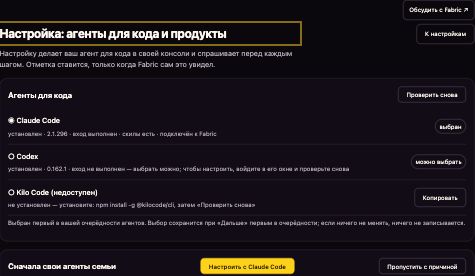 Обсудить с Fabric ↗
Настройка: агенты для кода и продукты
К настройкам
Настройку делает ваш агент для кода в своей консоли и спрашивает перед каждым
шагом. Отметка ставится, только когда Fabric сам это увидел.
Агенты для кода
Проверить снова
Claude Code
установлен · 2.1.296 · вход выполнен · скилы есть · подключён к Fabric
выбран
Codex
установлен · 0.162.1 · вход не выполнен — выбрать можно; чтобы настроить, войдите в его окне и проверьте снова
можно выбрать
Kilo Code (недоступен)
не установлен — установите: npm install -g @kilocode/cli, затем «Проверить снова»
Копировать
Выбран первый в вашей очерёдности агентов. Выбор сохранится при «Дальше» первым в очерёдности; если ничего не менять, ничего не записывается.
Сначала свои агенты семьи
Настроить с Claude Code
Пропустить с причиной